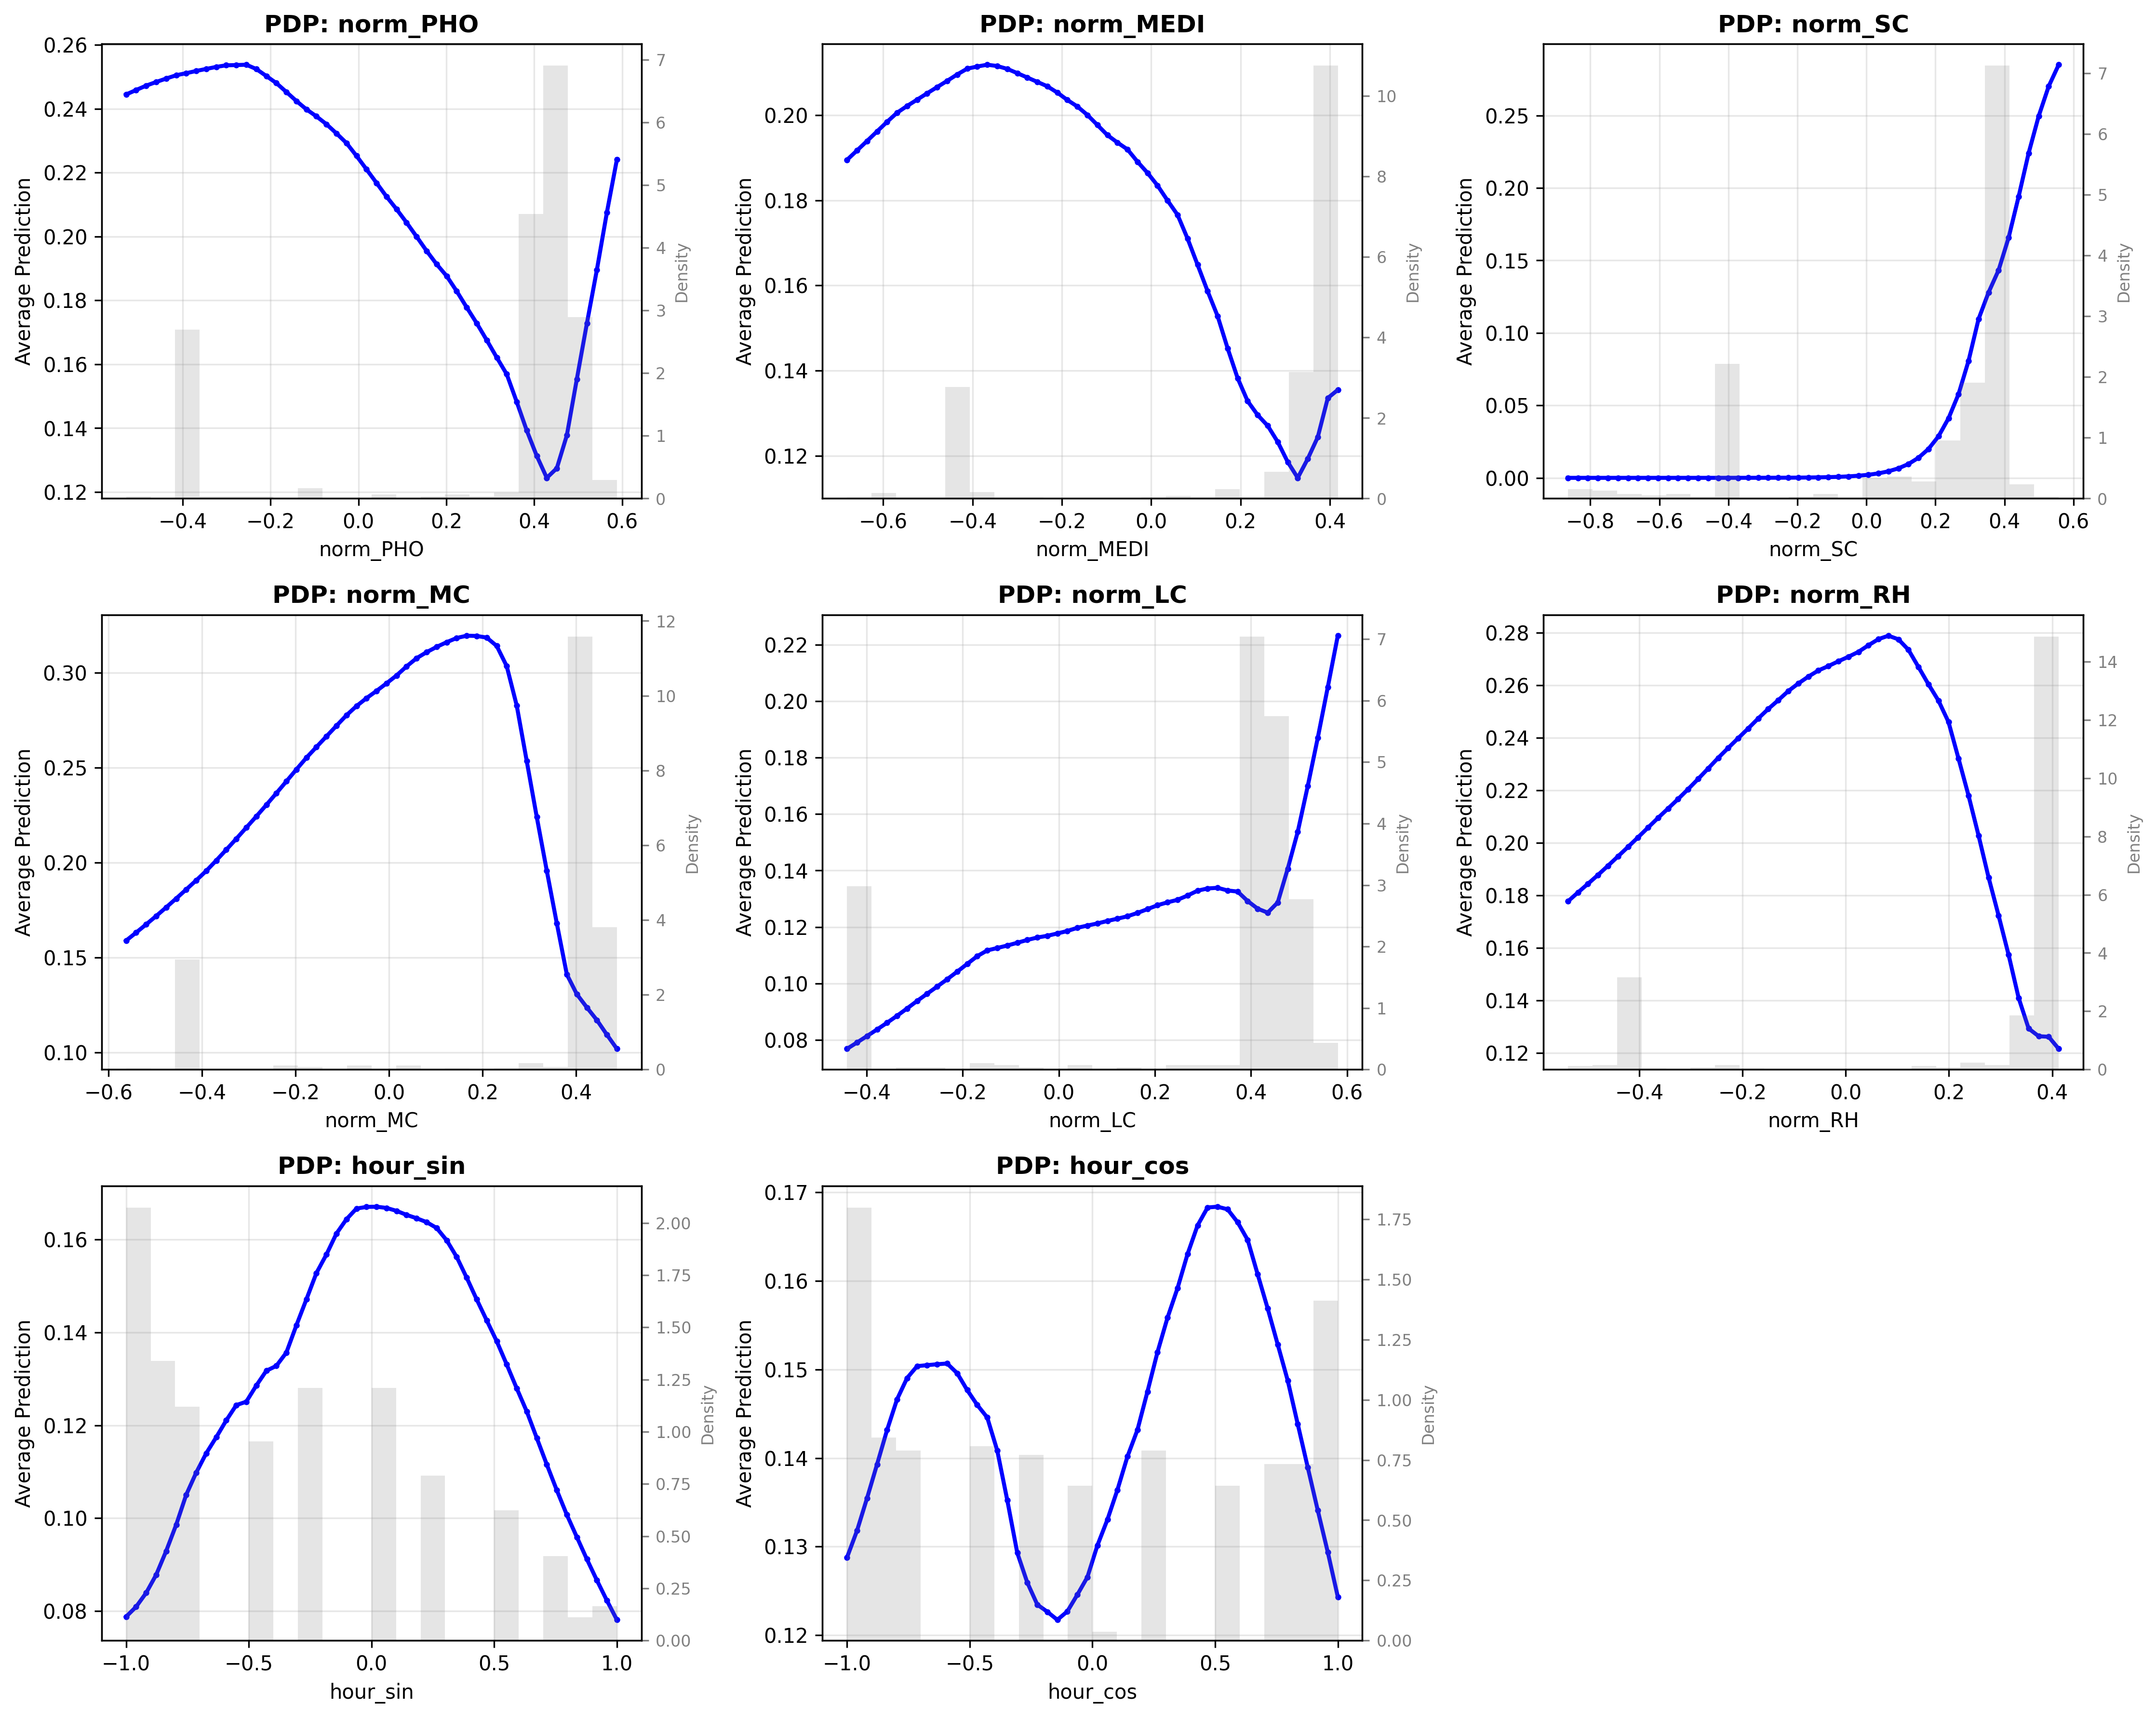 PDP: norm_PHO
0.26
0.24
0.22
0.20
0.18
0.16
0.14
0.12
Average Prediction
7
6
5
4
3
2
1
0
Density
−0.4 −0.2 0.0 0.2 0.4 0.6
norm_PHO
PDP: norm_MEDI
0.20
0.18
0.16
0.14
0.12
Average Prediction
10
8
6
4
2
0
Density
−0.6 −0.4 −0.2 0.0 0.2 0.4
norm_MEDI
PDP: norm_SC
0.25
0.20
0.15
0.10
0.05
0.00
Average Prediction
7
6
5
4
3
2
1
0
Density
−0.8 −0.6 −0.4 −0.2 0.0 0.2 0.4 0.6
norm_SC
PDP: norm_MC
0.30
0.25
0.20
0.15
0.10
Average Prediction
12
10
8
6
4
2
0
Density
−0.6 −0.4 −0.2 0.0 0.2 0.4
norm_MC
PDP: norm_LC
0.22
0.20
0.18
0.16
0.14
0.12
0.10
0.08
Average Prediction
7
6
5
4
3
2
1
0
Density
−0.4 −0.2 0.0 0.2 0.4 0.6
norm_LC
PDP: norm_RH
0.28
0.26
0.24
0.22
0.20
0.18
0.16
0.14
0.12
Average Prediction
14
12
10
8
6
4
2
0
Density
−0.4 −0.2 0.0 0.2 0.4
norm_RH
PDP: hour_sin
0.16
0.14
0.12
0.10
0.08
Average Prediction
2.00
1.75
1.50
1.25
1.00
0.75
0.50
0.25
0.00
Density
−1.0 −0.5 0.0 0.5 1.0
hour_sin
PDP: hour_cos
0.17
0.16
0.15
0.14
0.13
0.12
Average Prediction
1.75
1.50
1.25
1.00
0.75
0.50
0.25
0.00
Density
−1.0 −0.5 0.0 0.5 1.0
hour_cos